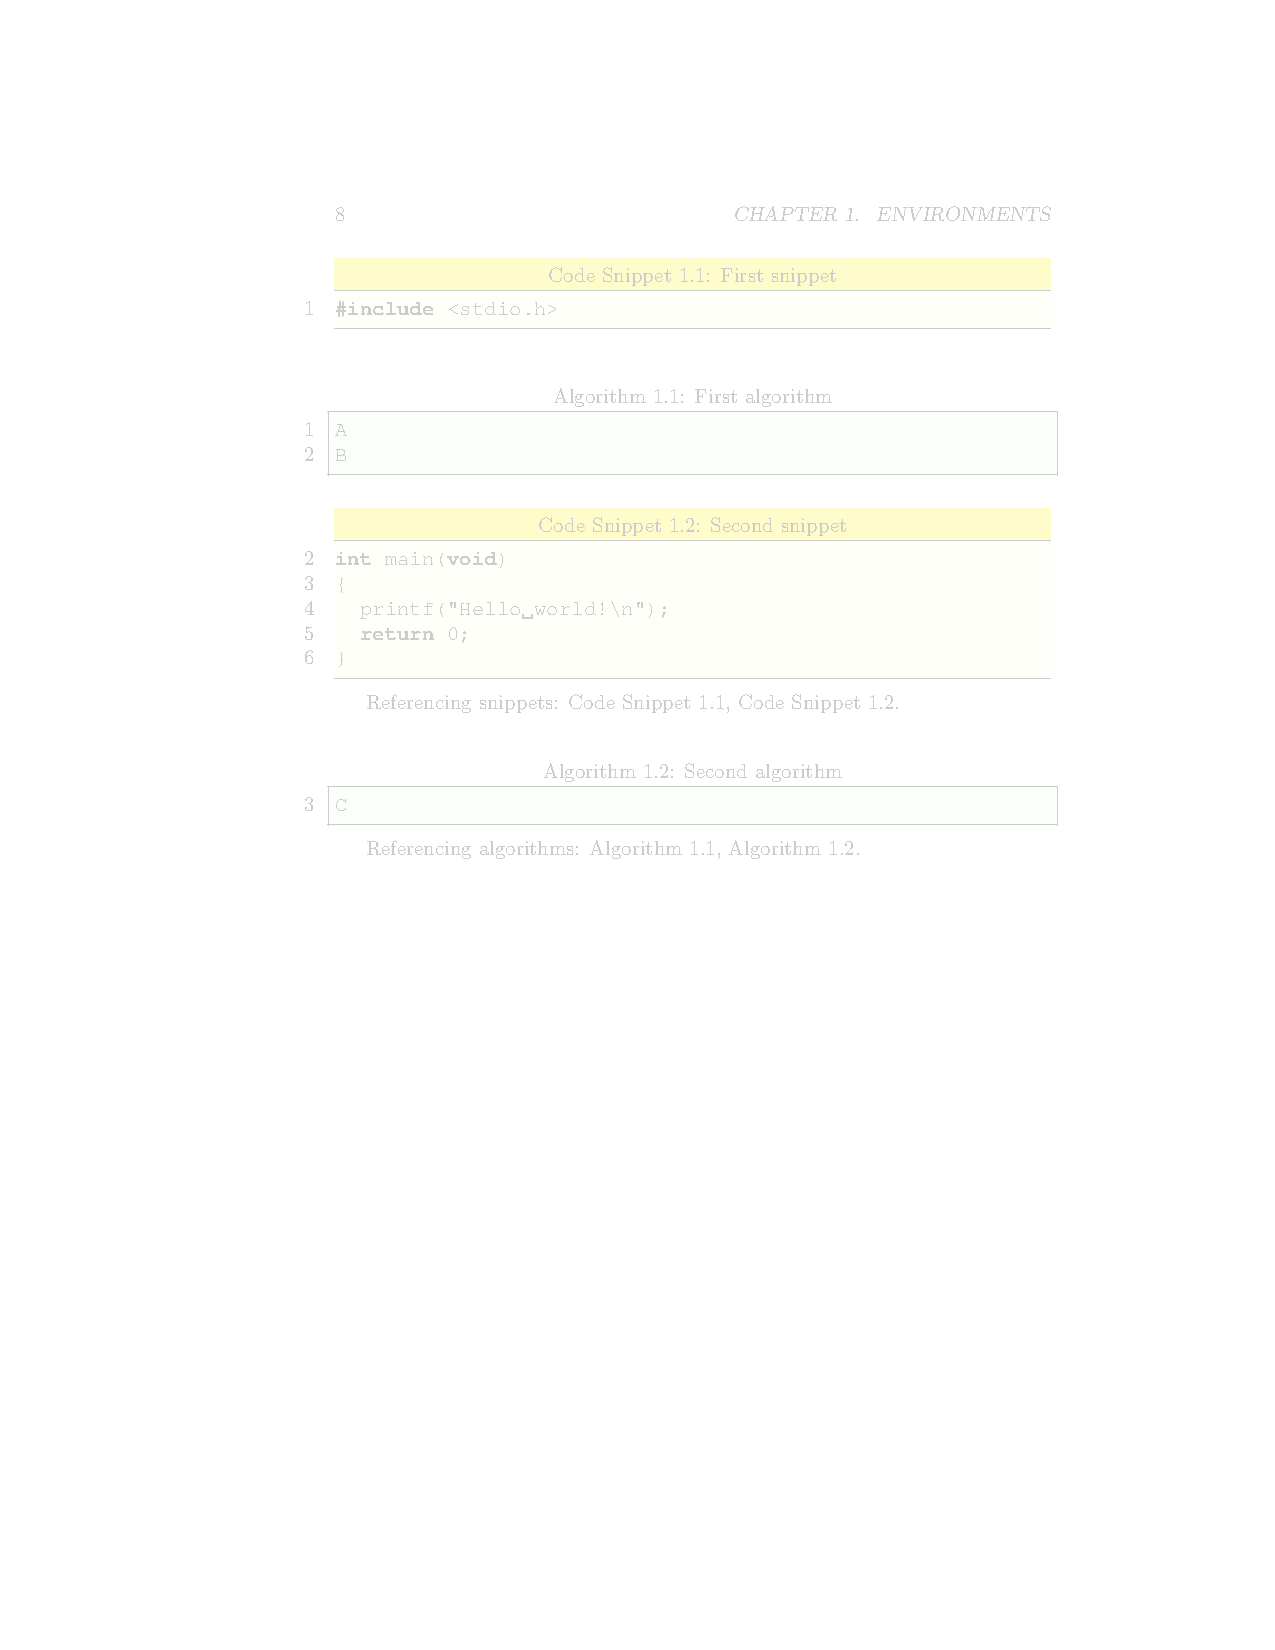 8 CHAPTER 1. ENVIRONMENTS
Code Snippet 1.1: First snippet
1 #include <stdio.h>
Algorithm 1.1: First algorithm
1 A
2 B
Code Snippet 1.2: Second snippet
2 int main(void)
3 {
4   printf("Hello␣world!\n");
5   return 0;
6 }
Referencing snippets: Code Snippet 1.1, Code Snippet 1.2.
Algorithm 1.2: Second algorithm
3 C
Referencing algorithms: Algorithm 1.1, Algorithm 1.2.